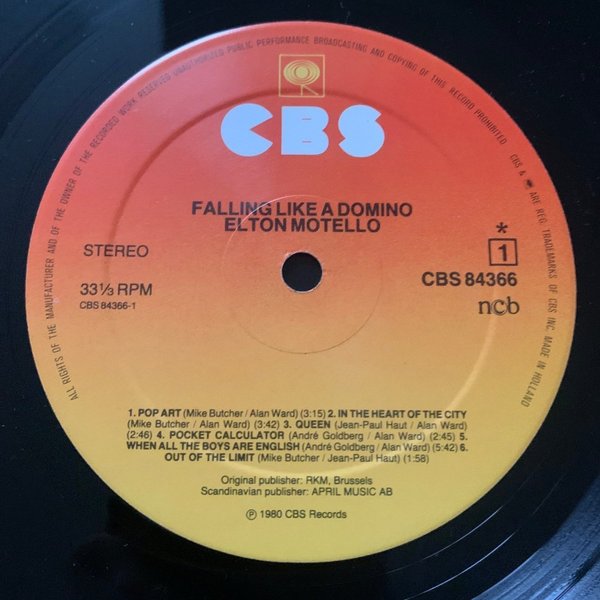 ALL RIGHTS OF THE MANUFACTURER AND OF THE OWNER OF THE RECORDED WORK RESERVED UNAUTHORIZED PUBLIC PERFORMANCE BROADCASTING AND COPYING OF THIS RECORD PROHIBITED CBS & ARE REG. TRADEMARKS OF CBS INC. MADE IN HOLLAND
CBS
FALLING LIKE A DOMINO
ELTON MOTELLO
STEREO
33⅓ RPM
CBS 84366-1
*
1
CBS 84366
ncb
1. POP ART (Mike Butcher / Alan Ward) (3:15) 2. IN THE HEART OF THE CITY
(Mike Butcher / Alan Ward) (3:42) 3. QUEEN (Jean-Paul Haut / Alan Ward)
(2:46) 4. POCKET CALCULATOR (André Goldberg / Alan Ward) (2:45) 5.
WHEN ALL THE BOYS ARE ENGLISH (André Goldberg / Alan Ward) (5:42) 6.
OUT OF THE LIMIT (Mike Butcher / Jean-Paul Haut) (1:58)
Original publisher: RKM, Brussels
Scandinavian publisher: APRIL MUSIC AB
℗ 1980 CBS Records